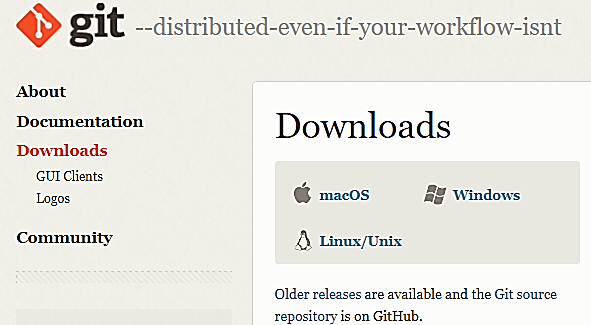 git --distributed-even-if-your-workflow-isnt
About
Documentation
Downloads
GUI Clients
Logos
Community
Downloads
macOS
Windows
Linux/Unix
Older releases are available and the Git source
repository is on GitHub.